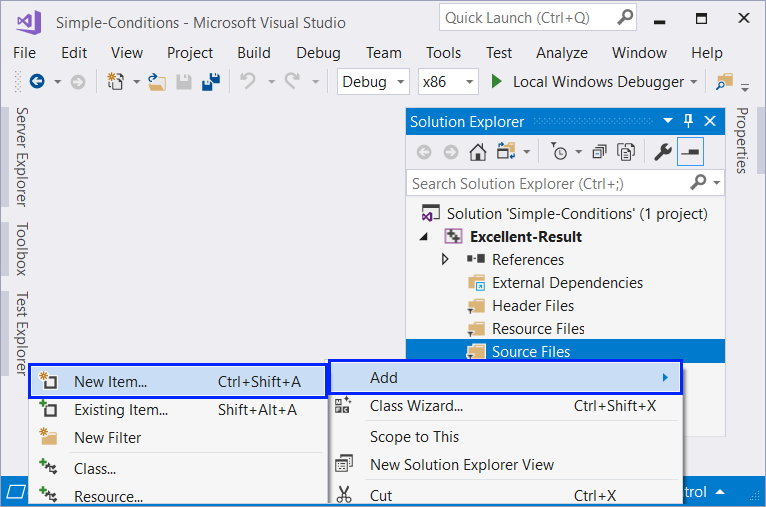 Simple-Conditions - Microsoft Visual Studio
Quick Launch (Ctrl+Q)
File Edit View Project Build Debug Team Tools Test Analyze Window Help
Debug x86 Local Windows Debugger
Server Explorer
Toolbox
Test Explorer
Solution Explorer
Properties
Search Solution Explorer (Ctrl+;)
Solution 'Simple-Conditions' (1 project)
Excellent-Result
References
External Dependencies
Header Files
Resource Files
Source Files
New Item... Ctrl+Shift+A
Existing Item... Shift+Alt+A
New Filter
Class...
Resource...
Add
Class Wizard... Ctrl+Shift+X
Scope to This
New Solution Explorer View
Cut Ctrl+X